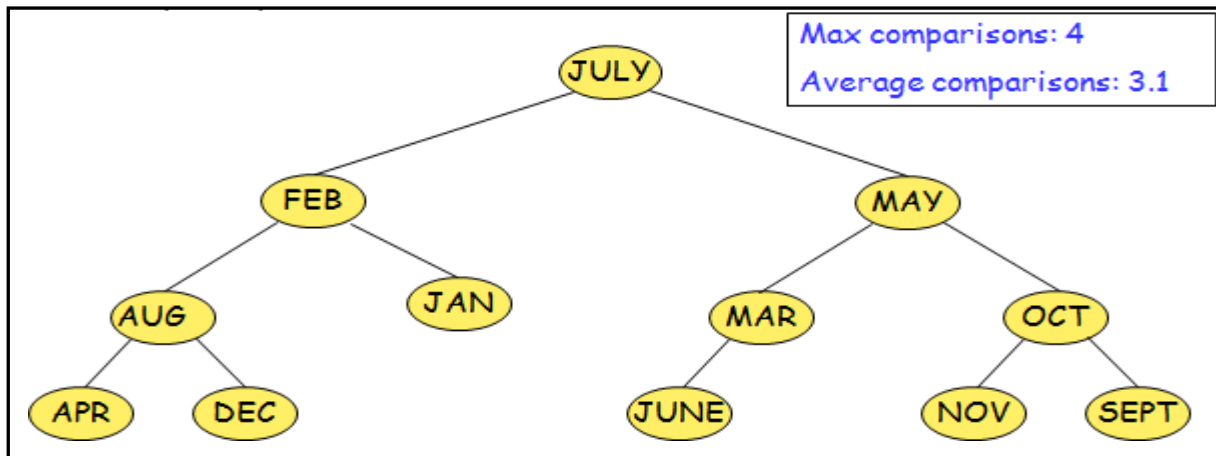 Max comparisons: 4
Average comparisons: 3.1
JULY
FEB
MAY
AUG
JAN
MAR
OCT
APR
DEC
JUNE
NOV
SEPT